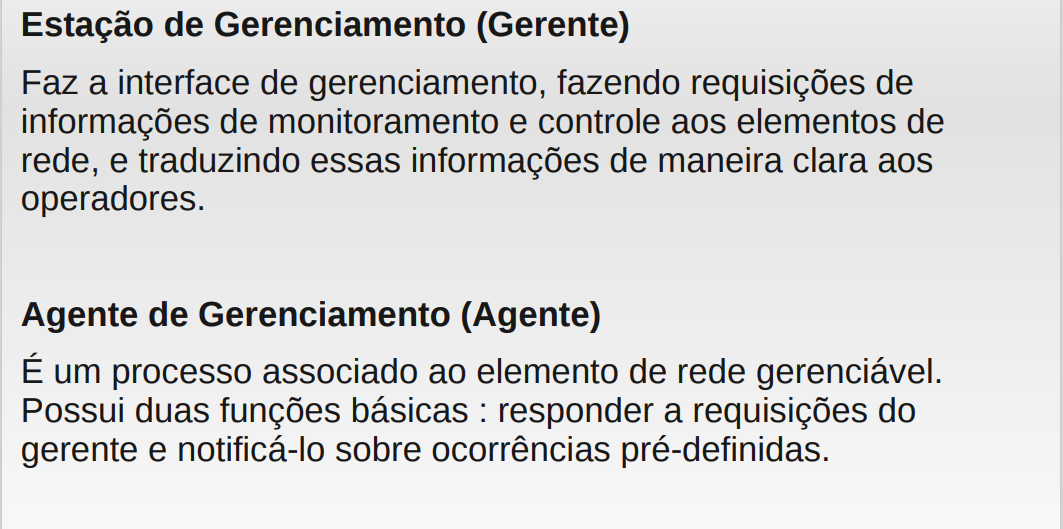 Estação de Gerenciamento (Gerente)
Faz a interface de gerenciamento, fazendo requisições de
informações de monitoramento e controle aos elementos de
rede, e traduzindo essas informações de maneira clara aos
operadores.
Agente de Gerenciamento (Agente)
É um processo associado ao elemento de rede gerenciável.
Possui duas funções básicas : responder a requisições do
gerente e notificá-lo sobre ocorrências pré-definidas.